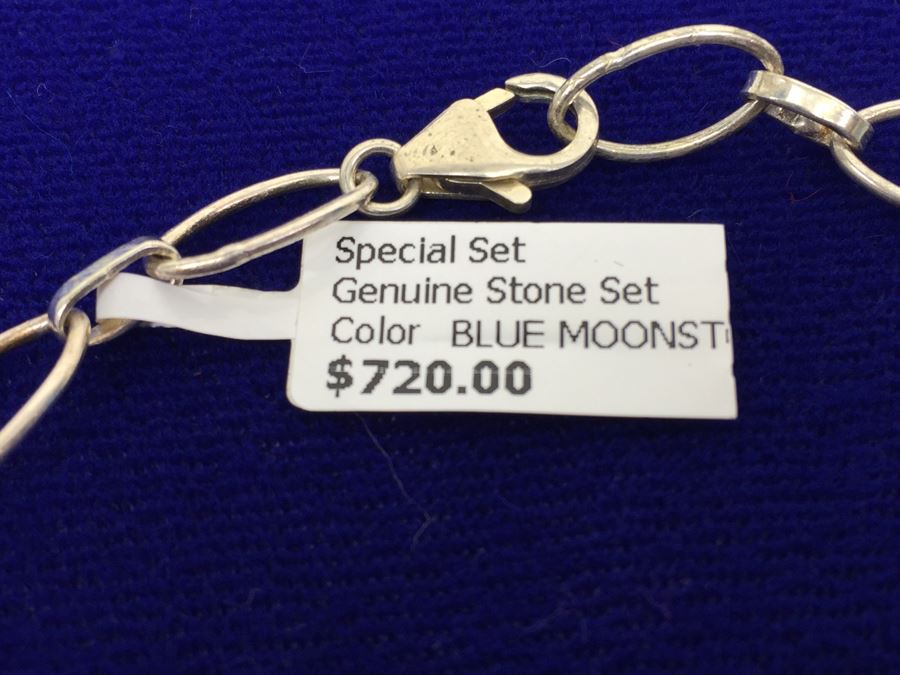 Special Set
Genuine Stone Set
Color BLUE MOONST
$720.00